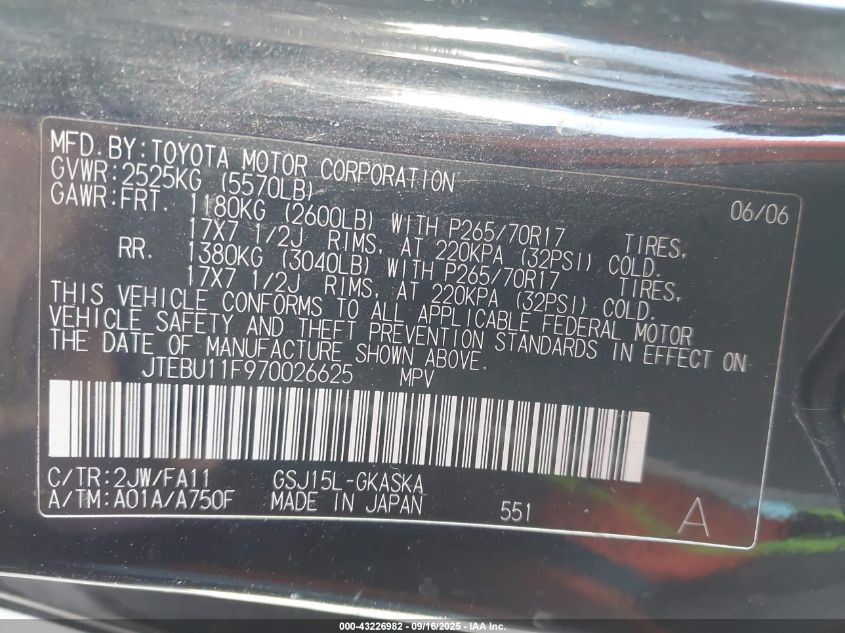 MFD.BY:TOYOTA MOTOR CORPORATION 06/06
GVWR:2525KG (5570LB)
GAWR:FRT. 1180KG (2600LB) WITH P265/70R17 TIRES,
17X7 1/2J RIMS, AT 220KPA (32PSI) COLD.
RR. 1380KG (3040LB) WITH P265/70R17 TIRES,
17X7 1/2J RIMS, AT 220KPA (32PSI) COLD.
THIS VEHICLE CONFORMS TO ALL APPLICABLE FEDERAL MOTOR
VEHICLE SAFETY AND THEFT PREVENTION STANDARDS IN EFFECT ON
THE DATE OF MANUFACTURE SHOWN ABOVE.
JTEBU11F970026625 MPV
C/TR:2JW/FA11 GSJ15L-GKASKA
A/TM:A01A/A750F MADE IN JAPAN 551 A
000-43226982 - 09/16/2025 - IAA, Inc.